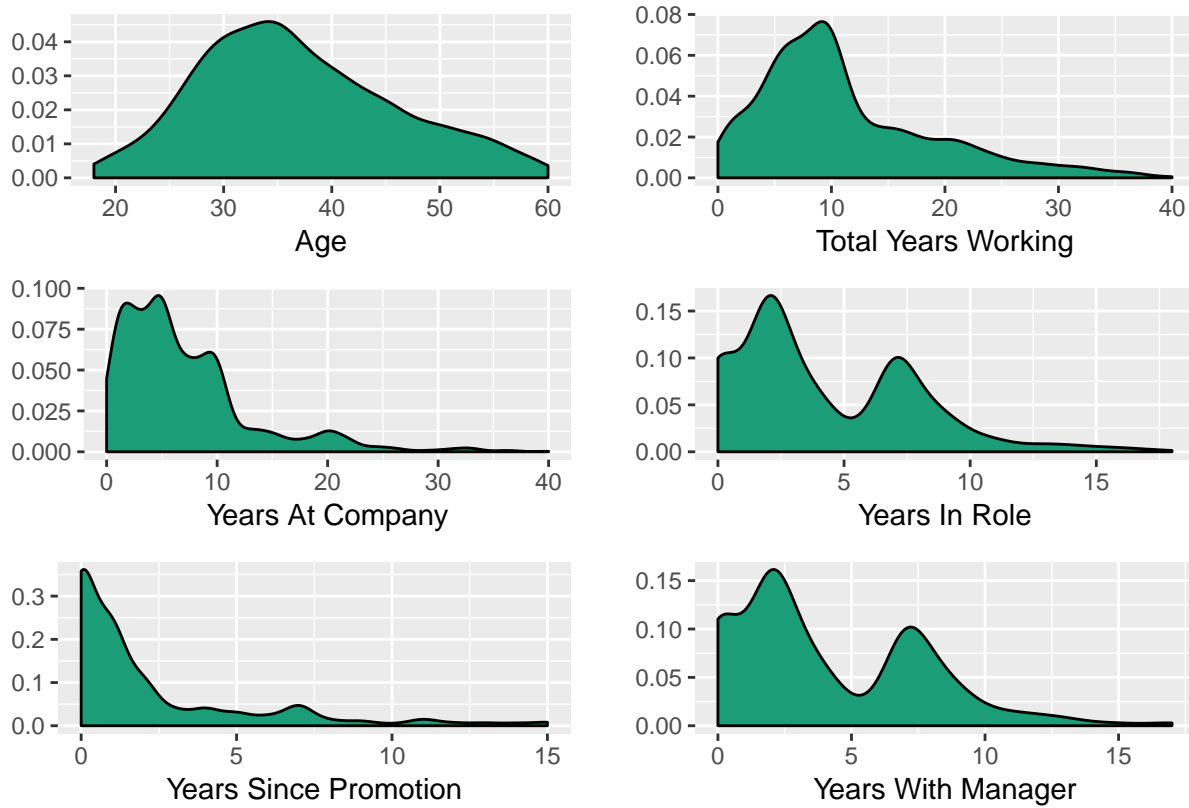 0.04
0.03
0.02
0.01
0.00
20 30 40 50 60
Age
0.08
0.06
0.04
0.02
0.00
0 10 20 30 40
Total Years Working
0.100
0.075
0.050
0.025
0.000
0 10 20 30 40
Years At Company
0.15
0.10
0.05
0.00
0 5 10 15
Years In Role
0.3
0.2
0.1
0.0
0 5 10 15
Years Since Promotion
0.15
0.10
0.05
0.00
0 5 10 15
Years With Manager